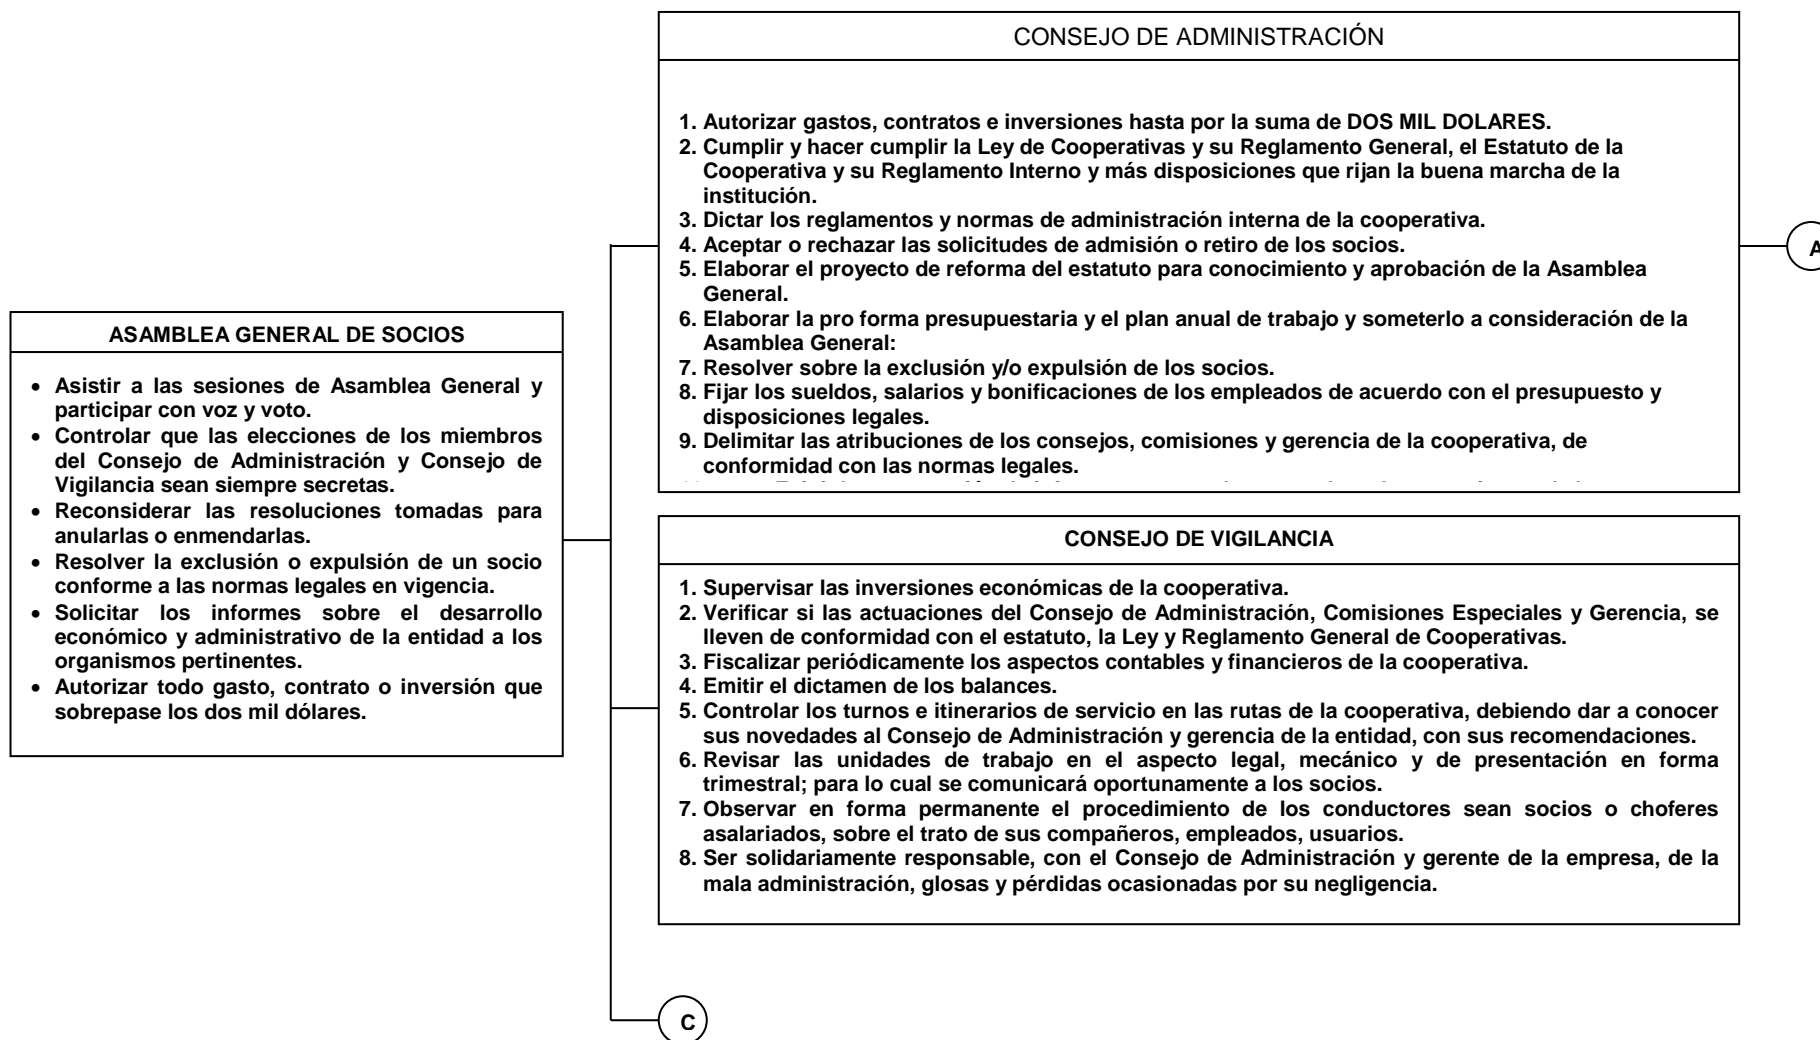 CONSEJO DE ADMINISTRACIÓN
1. Autorizar gastos, contratos e inversiones hasta por la suma de DOS MIL DOLARES.
2. Cumplir y hacer cumplir la Ley de Cooperativas y su Reglamento General, el Estatuto de la
Cooperativa y su Reglamento Interno y más disposiciones que rijan la buena marcha de la
institución.
3. Dictar los reglamentos y normas de administración interna de la cooperativa.
4. Aceptar o rechazar las solicitudes de admisión o retiro de los socios.
5. Elaborar el proyecto de reforma del estatuto para conocimiento y aprobación de la Asamblea
General.
6. Elaborar la pro forma presupuestaria y el plan anual de trabajo y someterlo a consideración de la
Asamblea General:
7. Resolver sobre la exclusión y/o expulsión de los socios.
8. Fijar los sueldos, salarios y bonificaciones de los empleados de acuerdo con el presupuesto y
disposiciones legales.
9. Delimitar las atribuciones de los consejos, comisiones y gerencia de la cooperativa, de
conformidad con las normas legales.
A
ASAMBLEA GENERAL DE SOCIOS
• Asistir a las sesiones de Asamblea General y
participar con voz y voto.
• Controlar que las elecciones de los miembros
del Consejo de Administración y Consejo de
Vigilancia sean siempre secretas.
• Reconsiderar las resoluciones tomadas para
anularlas o enmendarlas.
• Resolver la exclusión o expulsión de un socio
conforme a las normas legales en vigencia.
• Solicitar los informes sobre el desarrollo
económico y administrativo de la entidad a los
organismos pertinentes.
• Autorizar todo gasto, contrato o inversión que
sobrepase los dos mil dólares.
CONSEJO DE VIGILANCIA
1. Supervisar las inversiones económicas de la cooperativa.
2. Verificar si las actuaciones del Consejo de Administración, Comisiones Especiales y Gerencia, se
lleven de conformidad con el estatuto, la Ley y Reglamento General de Cooperativas.
3. Fiscalizar periódicamente los aspectos contables y financieros de la cooperativa.
4. Emitir el dictamen de los balances.
5. Controlar los turnos e itinerarios de servicio en las rutas de la cooperativa, debiendo dar a conocer
sus novedades al Consejo de Administración y gerencia de la entidad, con sus recomendaciones.
6. Revisar las unidades de trabajo en el aspecto legal, mecánico y de presentación en forma
trimestral; para lo cual se comunicará oportunamente a los socios.
7. Observar en forma permanente el procedimiento de los conductores sean socios o choferes
asalariados, sobre el trato de sus compañeros, empleados, usuarios.
8. Ser solidariamente responsable, con el Consejo de Administración y gerente de la empresa, de la
mala administración, glosas y pérdidas ocasionadas por su negligencia.
C